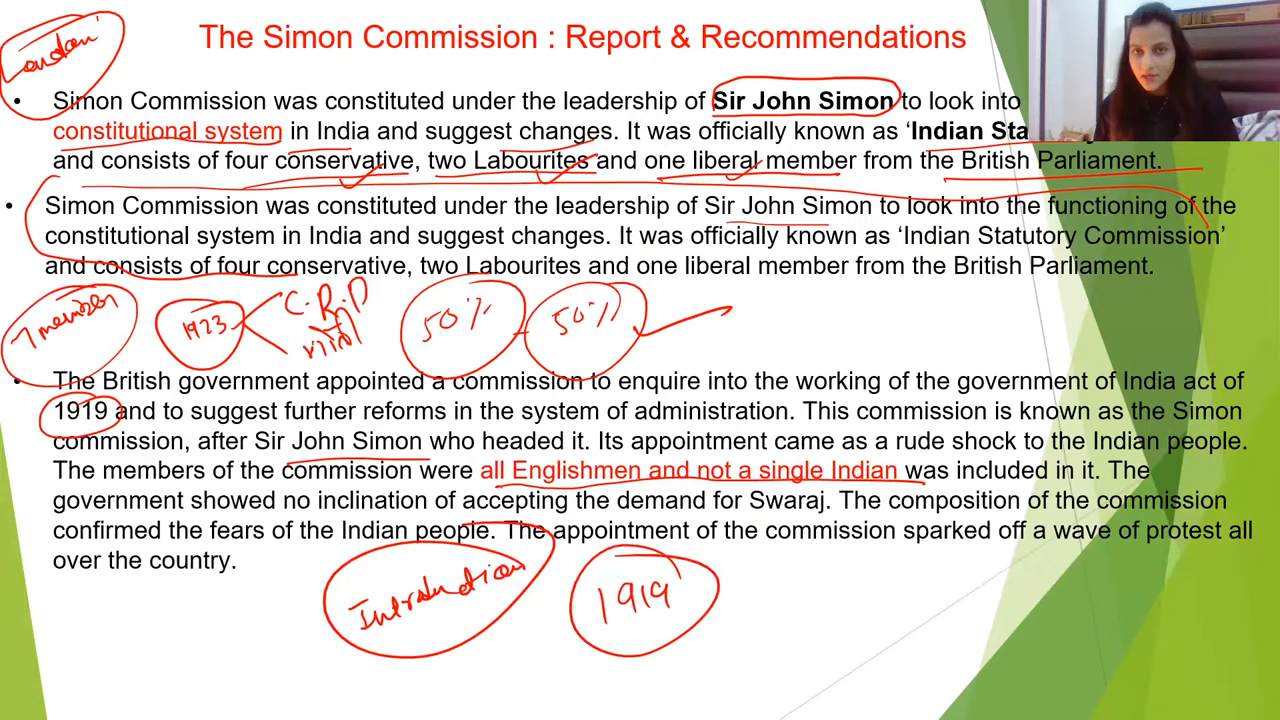 London
The Simon Commission : Report & Recommendations
• Simon Commission was constituted under the leadership of Sir John Simon to look into
constitutional system in India and suggest changes. It was officially known as ‘Indian Sta
and consists of four conservative, two Labourites and one liberal member from the British Parliament.
• Simon Commission was constituted under the leadership of Sir John Simon to look into the functioning of the
constitutional system in India and suggest changes. It was officially known as ‘Indian Statutory Commission’
and consists of four conservative, two Labourites and one liberal member from the British Parliament.
7 member 1923 C.R.D 50% - 50%
• The British government appointed a commission to enquire into the working of the government of India act of
1919 and to suggest further reforms in the system of administration. This commission is known as the Simon
commission, after Sir John Simon who headed it. Its appointment came as a rude shock to the Indian people.
The members of the commission were all Englishmen and not a single Indian was included in it. The
government showed no inclination of accepting the demand for Swaraj. The composition of the commission
confirmed the fears of the Indian people. The appointment of the commission sparked off a wave of protest all
over the country.
Introduction 1919